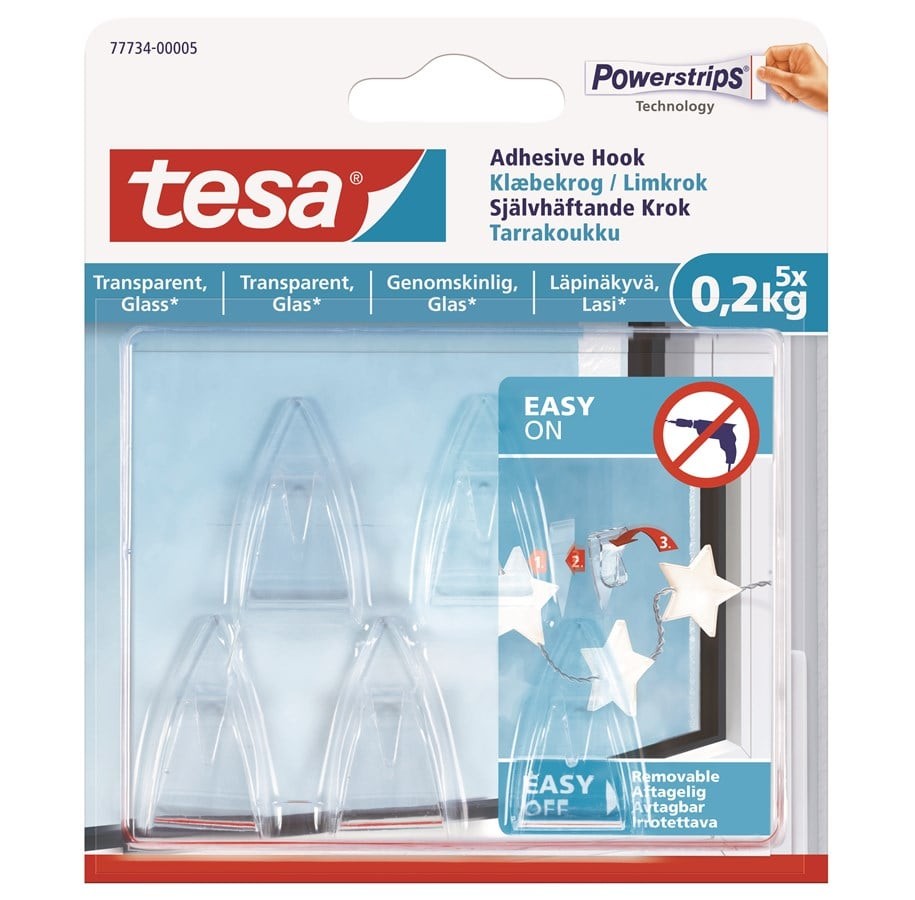 77734-00005
Powerstrips®
Technology
tesa®
Adhesive Hook
Klæbekrog / Limkrok
Självhäftande Krok
Tarrakoukku
Transparent, Glass*
Transparent, Glas*
Genomskinlig, Glas*
Läpinäkyvä, Lasi*
5x
0,2kg
EASY
ON
1.
2.
3.
EASY
OFF
Removable
Aftagelig
Avtagbar
Irrotettava